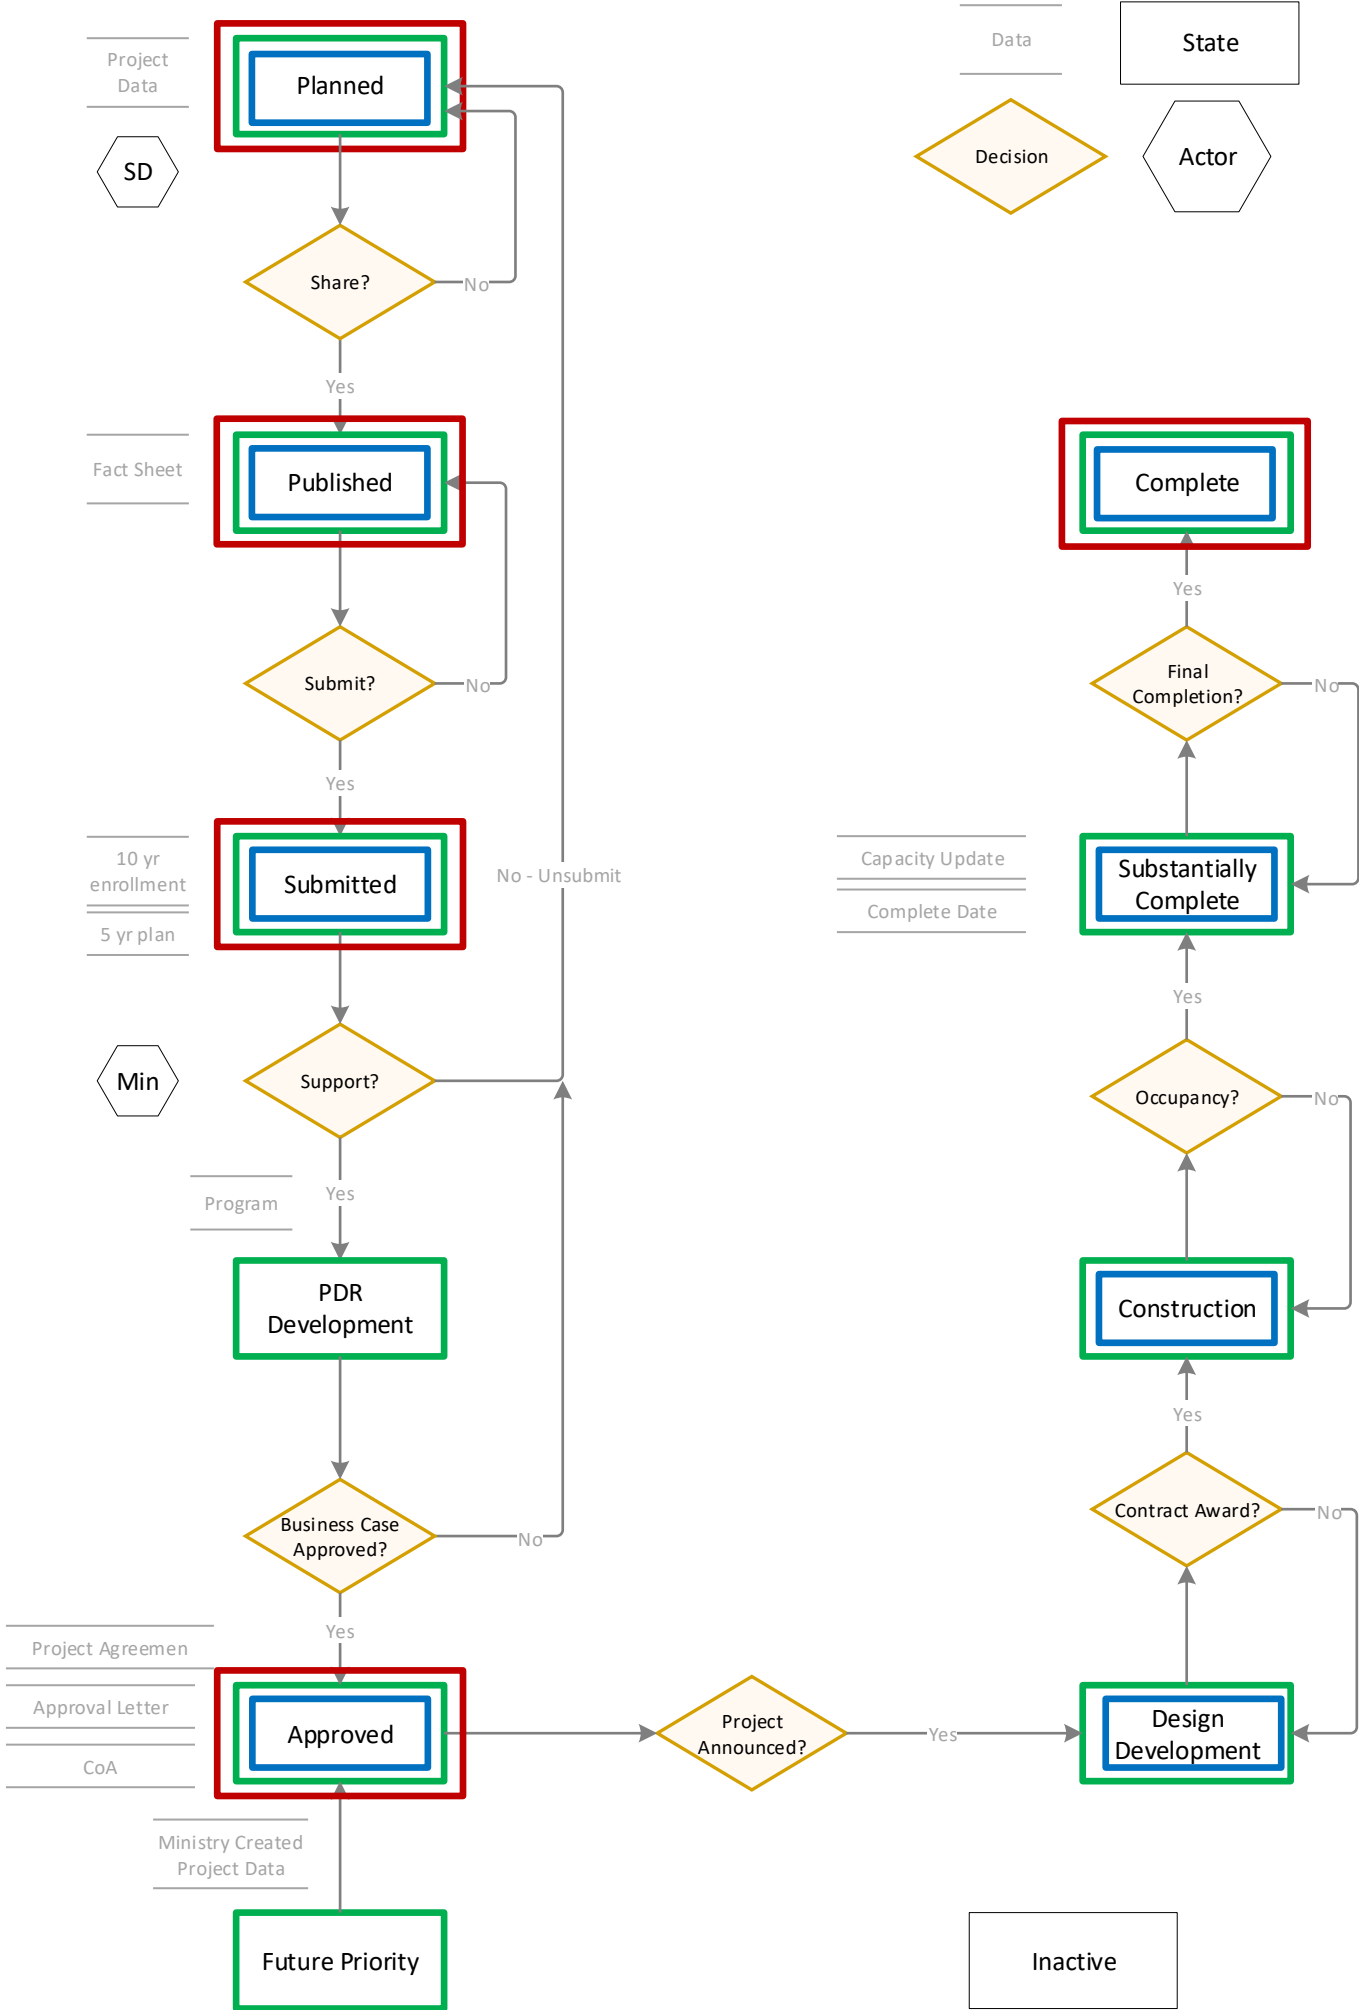 Project
Data
Planned
Data
State
SD
Decision
Actor
Share?
No
Yes
Fact Sheet
Published
Complete
Yes
Submit?
No
Final
Completion?
No
Yes
10 yr
enrollment
5 yr plan
Submitted
No - Unsubmit
Capacity Update
Complete Date
Substantially
Complete
Yes
Min
Support?
Occupancy?
No
Program
Yes
PDR
Development
Construction
Yes
Business Case
Approved?
No
Contract Award?
No
Yes
Project Agreemen
Approval Letter
CoA
Approved
Project
Announced?
Yes
Design
Development
Ministry Created
Project Data
Future Priority
Inactive